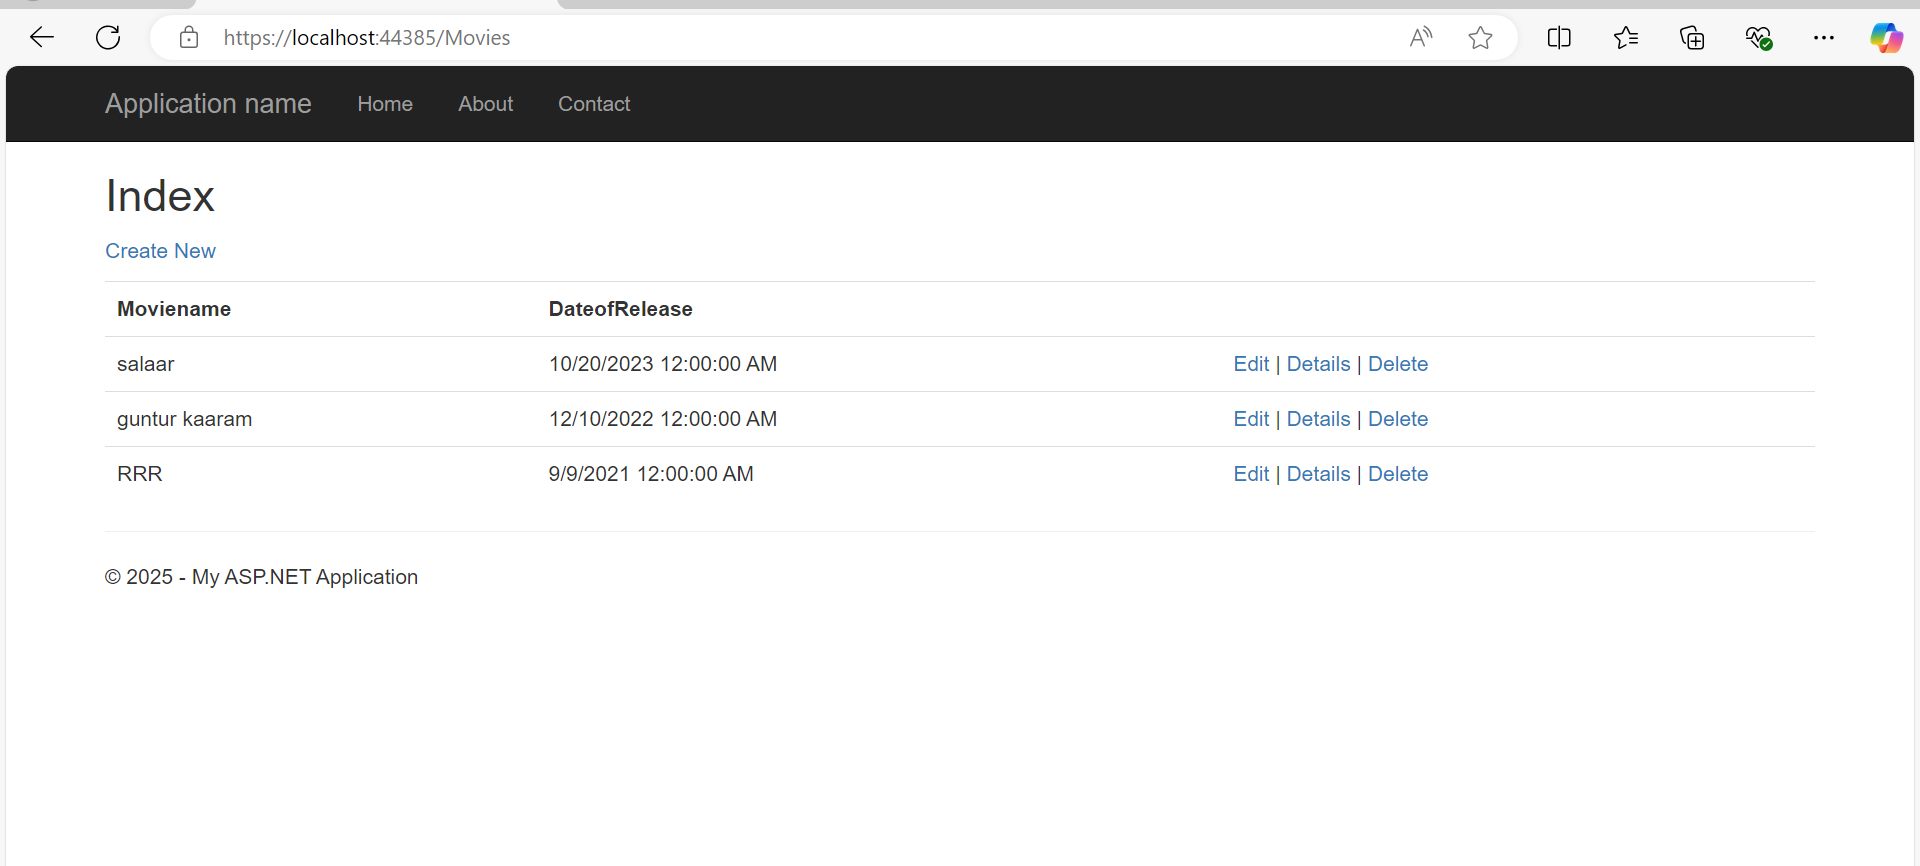 https://localhost:44385/Movies
Application name Home About Contact
Index
Create New
Moviename DateofRelease
salaar 10/20/2023 12:00:00 AM Edit | Details | Delete
guntur kaaram 12/10/2022 12:00:00 AM Edit | Details | Delete
RRR 9/9/2021 12:00:00 AM Edit | Details | Delete
© 2025 - My ASP.NET Application